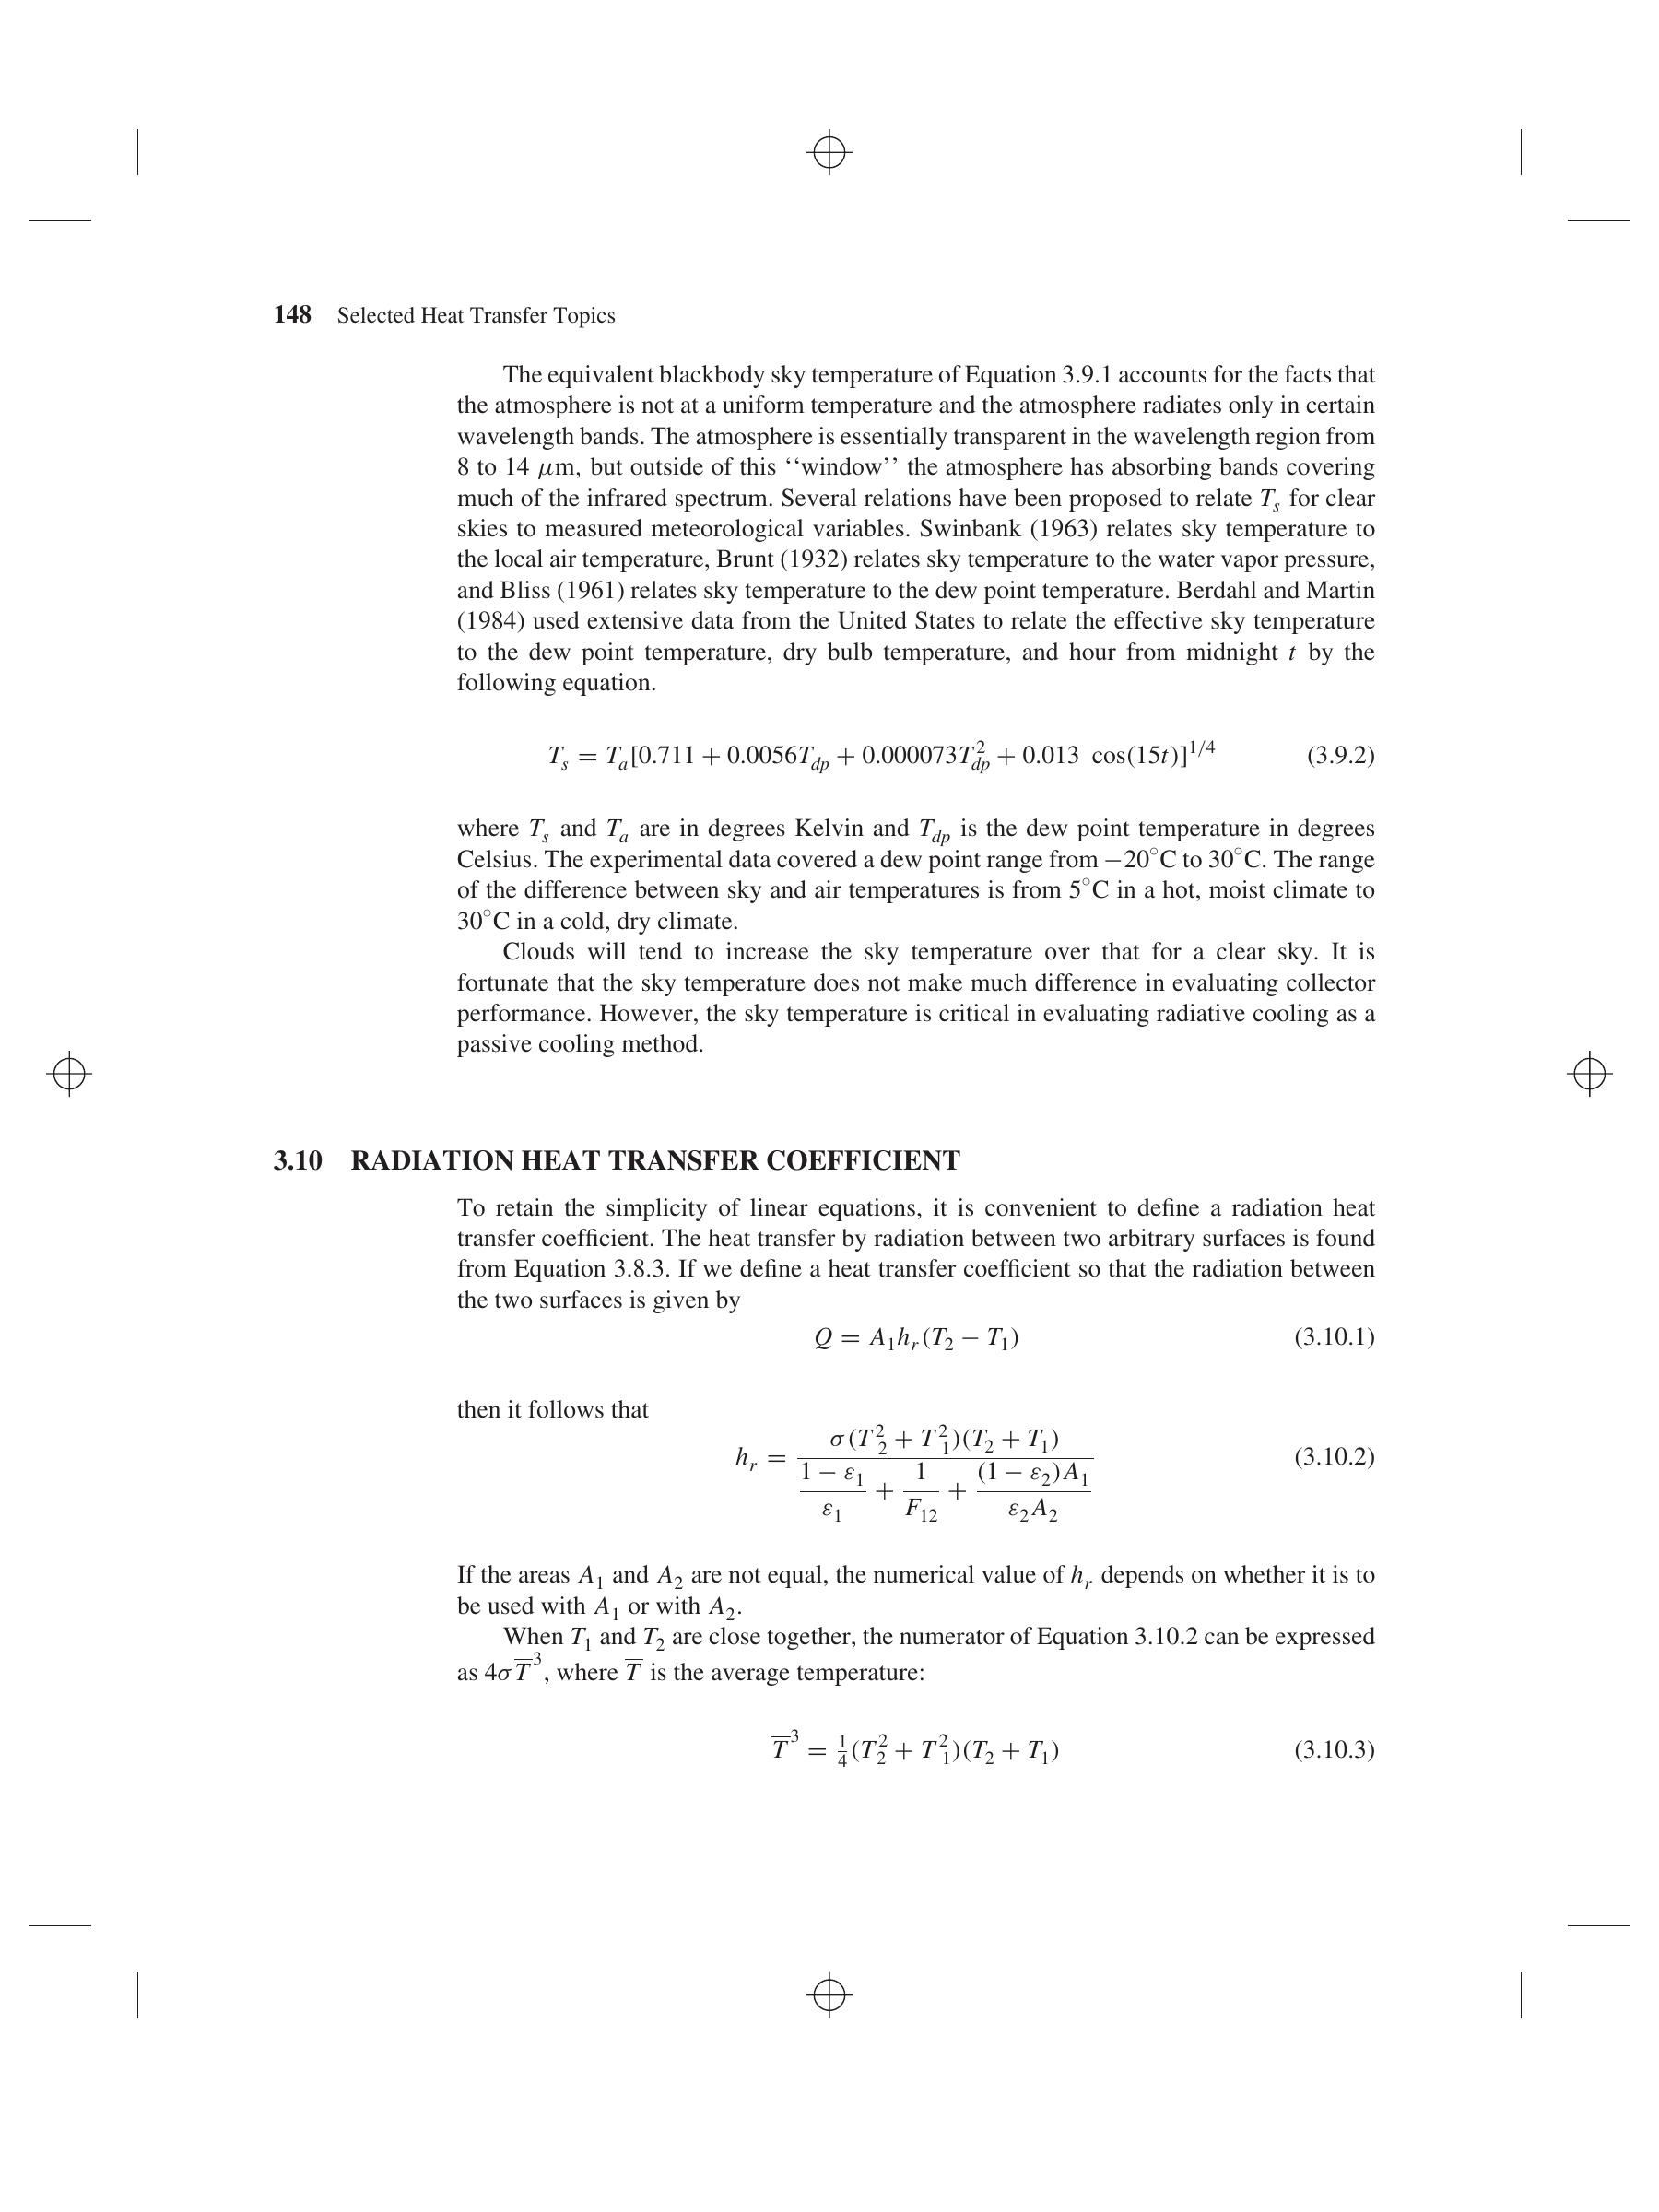 148 Selected Heat Transfer Topics
The equivalent blackbody sky temperature of Equation 3.9.1 accounts for the facts that
the atmosphere is not at a uniform temperature and the atmosphere radiates only in certain
wavelength bands. The atmosphere is essentially transparent in the wavelength region from
8 to 14 μm, but outside of this ‘‘window’’ the atmosphere has absorbing bands covering
much of the infrared spectrum. Several relations have been proposed to relate T_s for clear
skies to measured meteorological variables. Swinbank (1963) relates sky temperature to
the local air temperature, Brunt (1932) relates sky temperature to the water vapor pressure,
and Bliss (1961) relates sky temperature to the dew point temperature. Berdahl and Martin
(1984) used extensive data from the United States to relate the effective sky temperature
to the dew point temperature, dry bulb temperature, and hour from midnight t by the
following equation.
T_s = T_a[0.711 + 0.0056T_{dp} + 0.000073T_{dp}^2 + 0.013 cos(15t)]^{1/4} (3.9.2)
where T_s and T_a are in degrees Kelvin and T_{dp} is the dew point temperature in degrees
Celsius. The experimental data covered a dew point range from −20°C to 30°C. The range
of the difference between sky and air temperatures is from 5°C in a hot, moist climate to
30°C in a cold, dry climate.
Clouds will tend to increase the sky temperature over that for a clear sky. It is
fortunate that the sky temperature does not make much difference in evaluating collector
performance. However, the sky temperature is critical in evaluating radiative cooling as a
passive cooling method.
3.10 RADIATION HEAT TRANSFER COEFFICIENT
To retain the simplicity of linear equations, it is convenient to define a radiation heat
transfer coefficient. The heat transfer by radiation between two arbitrary surfaces is found
from Equation 3.8.3. If we define a heat transfer coefficient so that the radiation between
the two surfaces is given by
Q = A_1h_r(T_2 − T_1) (3.10.1)
then it follows that
h_r = \frac{σ(T_2^2 + T_1^2)(T_2 + T_1)}{\frac{1 − ε_1}{ε_1} + \frac{1}{F_{12}} + \frac{(1 − ε_2)A_1}{ε_2A_2}} (3.10.2)
If the areas A_1 and A_2 are not equal, the numerical value of h_r depends on whether it is to
be used with A_1 or with A_2.
When T_1 and T_2 are close together, the numerator of Equation 3.10.2 can be expressed
as 4σ\overline{T}^3, where \overline{T} is the average temperature:
\overline{T}^3 = \frac{1}{4}(T_2^2 + T_1^2)(T_2 + T_1) (3.10.3)